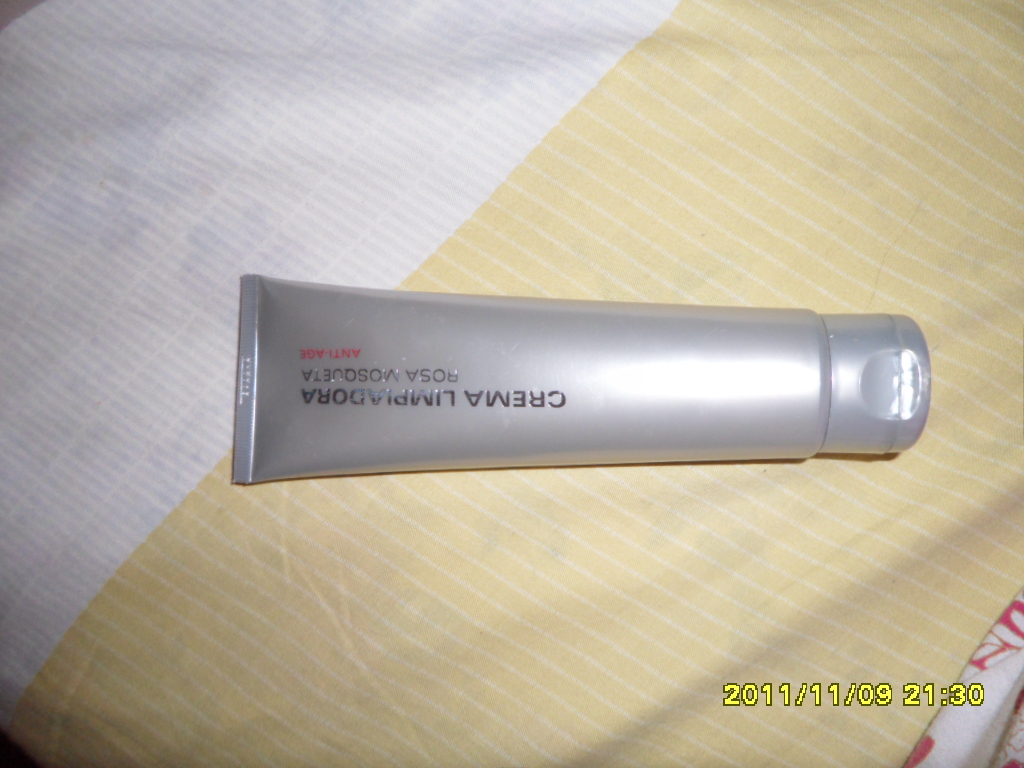 CREMA LIMPIADORA
ROSA MOSQUETA
ANTI-AGE
2011/11/09 21:30